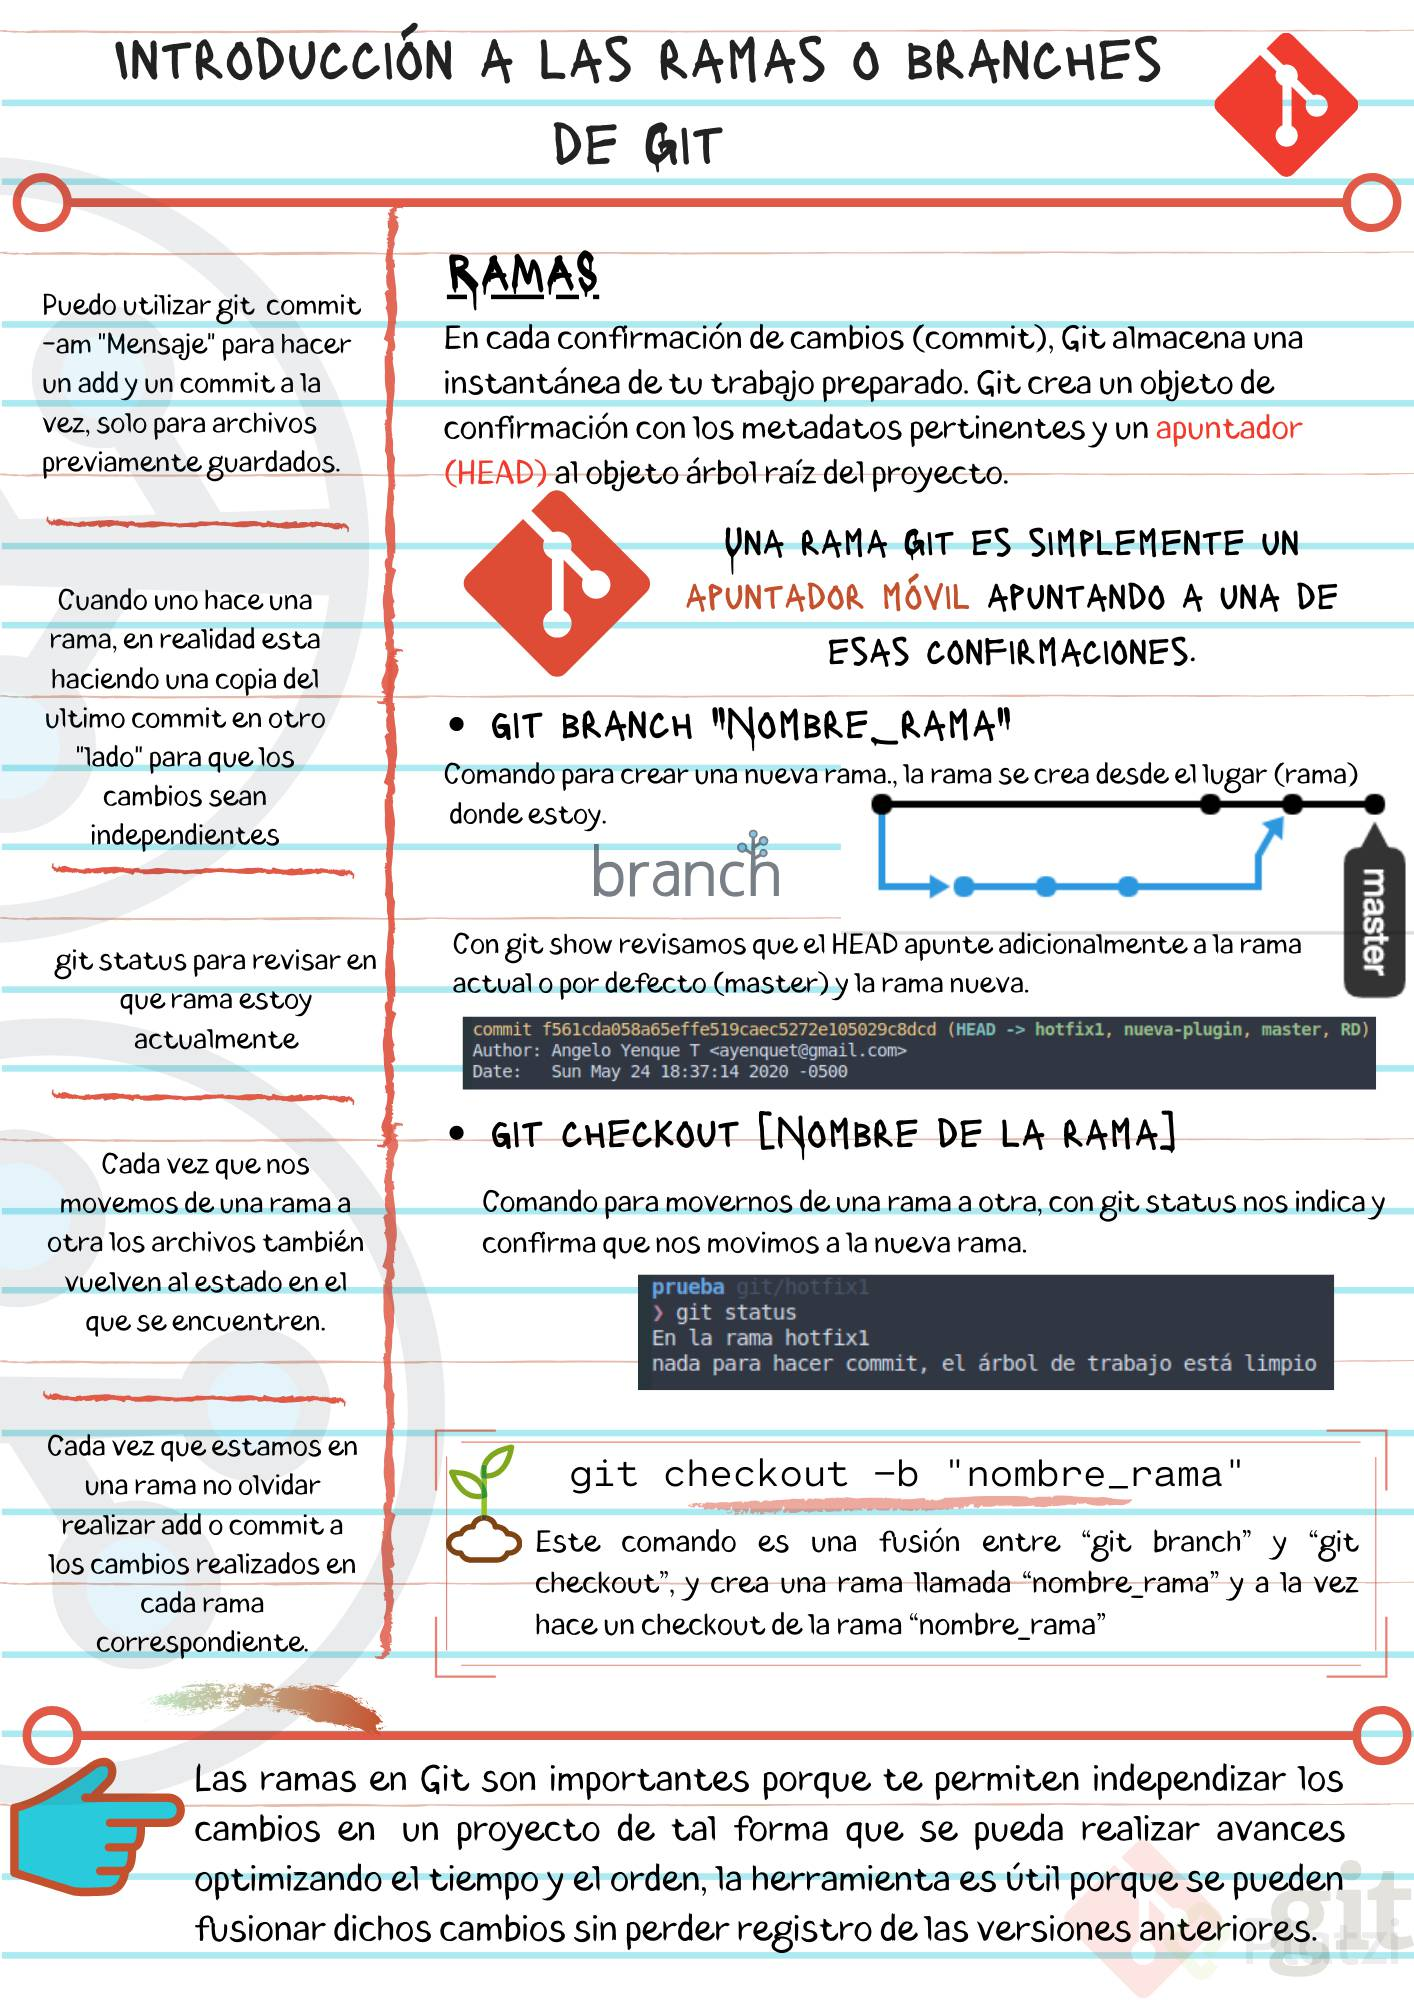 INTRODUCCIÓN A LAS RAMAS O BRANCHES
DE GIT
Puedo utilizar git commit
-am "Mensaje" para hacer
un add y un commit a la
vez, solo para archivos
previamente guardados.
Cuando uno hace una
rama, en realidad esta
haciendo una copia del
ultimo commit en otro
"lado" para que los
cambios sean
independientes
git status para revisar en
que rama estoy
actualmente
Cada vez que nos
movemos de una rama a
otra los archivos también
vuelven al estado en el
que se encuentren.
Cada vez que estamos en
una rama no olvidar
realizar add o commit a
los cambios realizados en
cada rama
correspondiente.
RAMAS
En cada confirmación de cambios (commit), Git almacena una
instantánea de tu trabajo preparado. Git crea un objeto de
confirmación con los metadatos pertinentes y un apuntador
(HEAD) al objeto árbol raíz del proyecto.
UNA RAMA GIT ES SIMPLEMENTE UN
APUNTADOR MÓVIL APUNTANDO A UNA DE
ESAS CONFIRMACIONES.
• GIT BRANCH "NOMBRE_RAMA"
Comando para crear una nueva rama., la rama se crea desde el lugar (rama)
donde estoy.
branch
master
Con git show revisamos que el HEAD apunte adicionalmente a la rama
actual o por defecto (master) y la rama nueva.
commit f561cda058a65effe519caec5272e105029c8dcd (HEAD -> hotfix1, nueva-plugin, master, RD)
Author: Angelo Yenque T <ayenquet@gmail.com>
Date:   Sun May 24 18:37:14 2020 -0500
• GIT CHECKOUT [NOMBRE DE LA RAMA]
Comando para movernos de una rama a otra, con git status nos indica y
confirma que nos movimos a la nueva rama.
prueba git/hotfix1
❯ git status
En la rama hotfix1
nada para hacer commit, el árbol de trabajo está limpio
git checkout -b "nombre_rama"
Este comando es una fusión entre “git branch” y “git
checkout”, y crea una rama llamada “nombre_rama” y a la vez
hace un checkout de la rama “nombre_rama”
Las ramas en Git son importantes porque te permiten independizar los
cambios en un proyecto de tal forma que se pueda realizar avances
optimizando el tiempo y el orden, la herramienta es útil porque se pueden
fusionar dichos cambios sin perder registro de las versiones anteriores.
git
Platzi